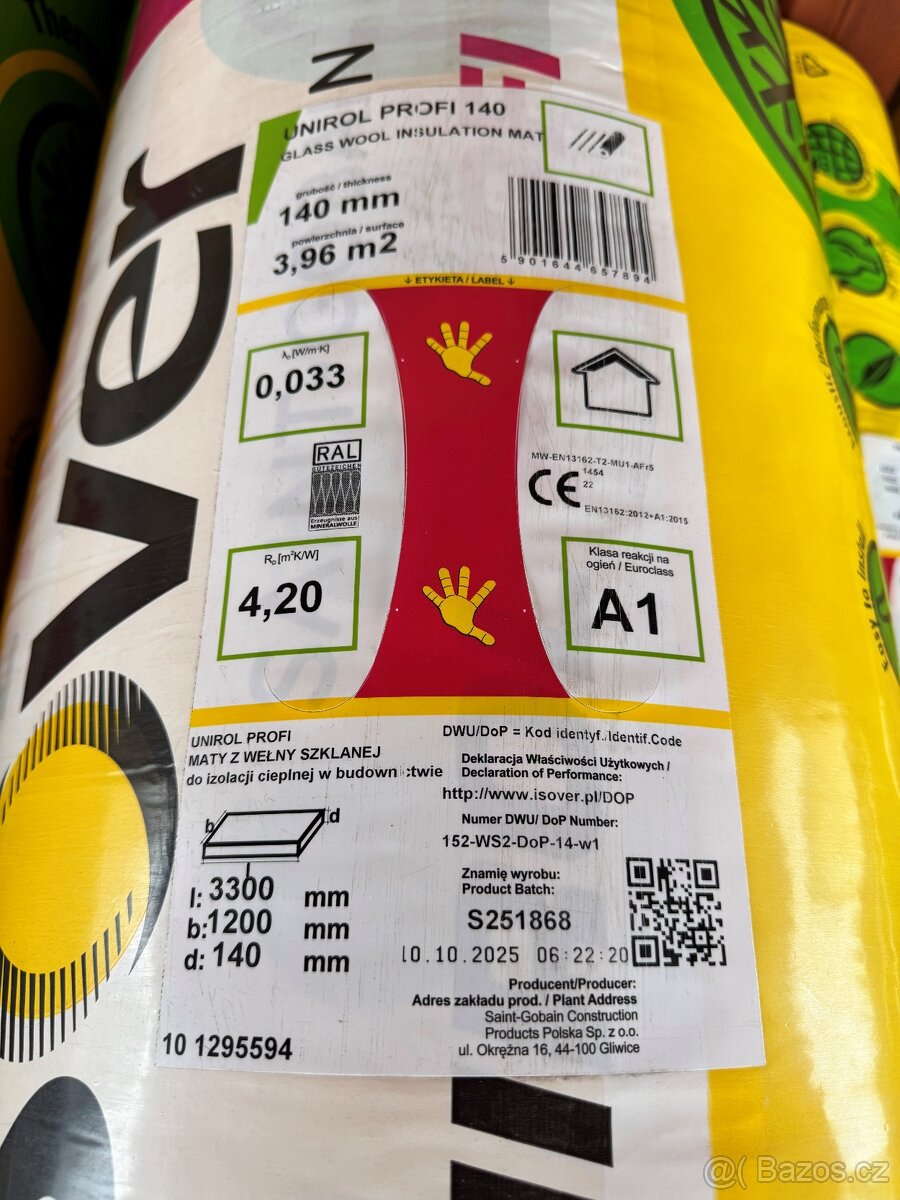 over
N
UNIROL PROFI 140
GLASS WOOL INSULATION MAT
grubość / thickness
140 mm
powierzchnia / surface
3,96 m2
5901644657894
↓ ETYKIETA / LABEL ↓
λD [W/m·K]
0,033
RAL
GÜTEZEICHEN
Erzeugnisse aus
MINERALWOLLE
MW-EN13162-T2-MU1-AFr5
CE
1454
22
EN13162:2012+A1:2015
RD [m²K/W]
4,20
Klasa reakcji na
ogień / Euroclass
A1
UNIROL PROFI
MATY Z WEŁNY SZKLANEJ
do izolacji cieplnej w budownictwie
b
d
l: 3300 mm
b: 1200 mm
d: 140 mm
10 1295594
DWU/DoP = Kod identyf./Identif.Code
Deklaracja Właściwości Użytkowych /
Declaration of Performance:
http://www.isover.pl/DOP
Numer DWU/ DoP Number:
152-WS2-DoP-14-w1
Znamię wyrobu:
Product Batch:
S251868
10.10.2025 06:22:20
Producent/Producer:
Adres zakładu prod. / Plant Address
Saint-Gobain Construction
Products Polska Sp. z o.o.
ul. Okrężna 16, 44-100 Gliwice
@( Bazos.cz